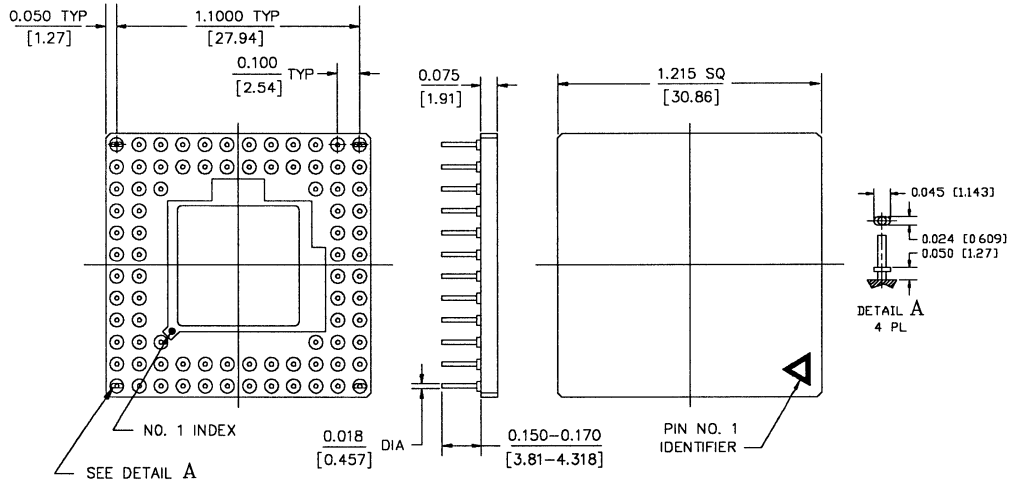 0.050 TYP
[1.27]
1.1000 TYP
[27.94]
0.100 TYP
[2.54]
0.075
[1.91]
1.215 SQ
[30.86]
0.045 [1.143]
0.024 [0.609]
0.050 [1.27]
DETAIL A
4 PL
NO. 1 INDEX
SEE DETAIL A
0.018 DIA
[0.457]
0.150-0.170
[3.81-4.318]
PIN NO. 1
IDENTIFIER